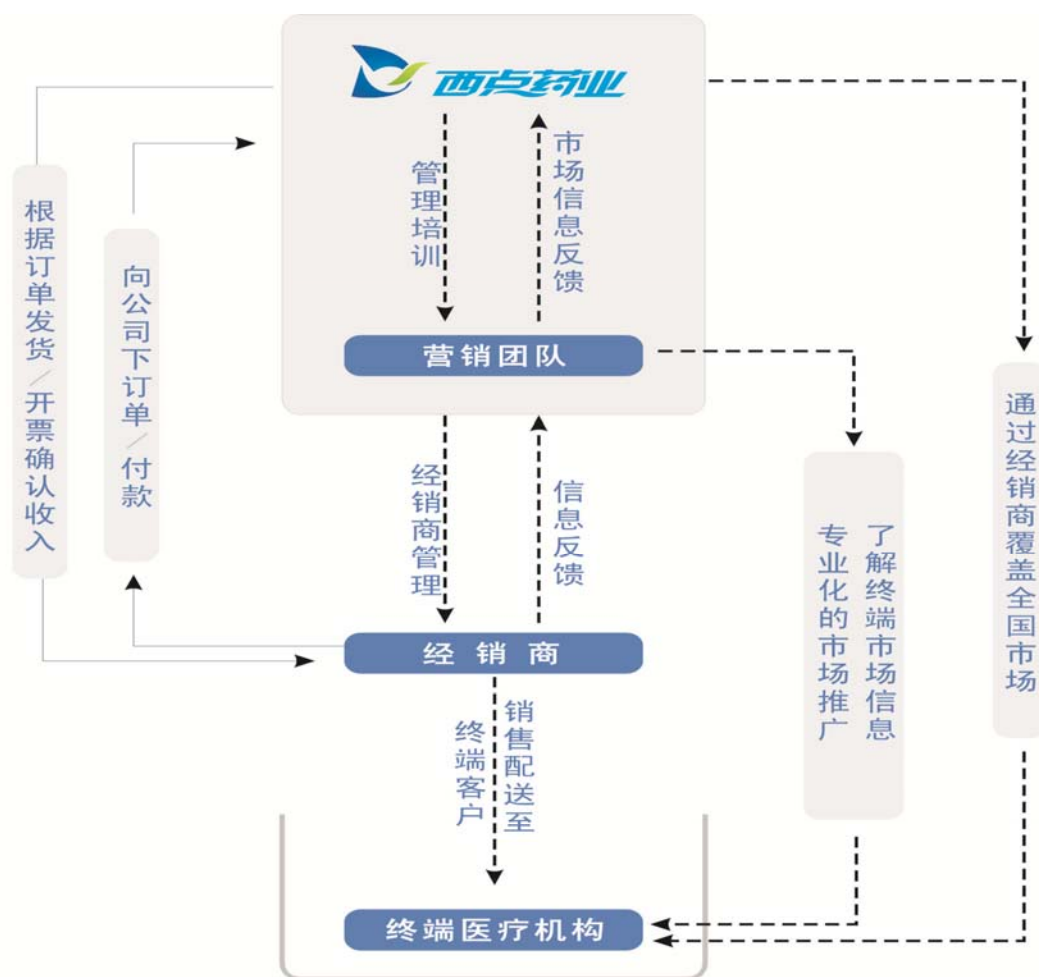 西点药业
管理培训
市场信息反馈
营销团队
根据订单发货/开票确认收入
向公司下订单/付款
经销商管理
信息反馈
经销商
销售配送至
终端客户
终端医疗机构
了解终端市场信息
专业化的市场推广
通过经销商覆盖全国市场